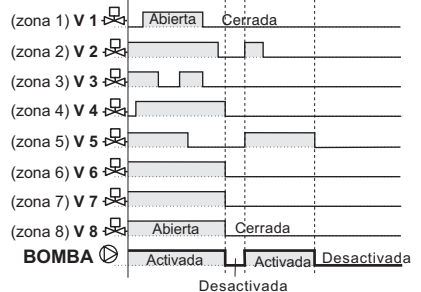 (zona 1) V 1 Abierta Cerrada
(zona 2) V 2
(zona 3) V 3
(zona 4) V 4
(zona 5) V 5
(zona 6) V 6
(zona 7) V 7
(zona 8) V 8 Abierta Cerrada
BOMBA Activada Activada Desactivada
Desactivada